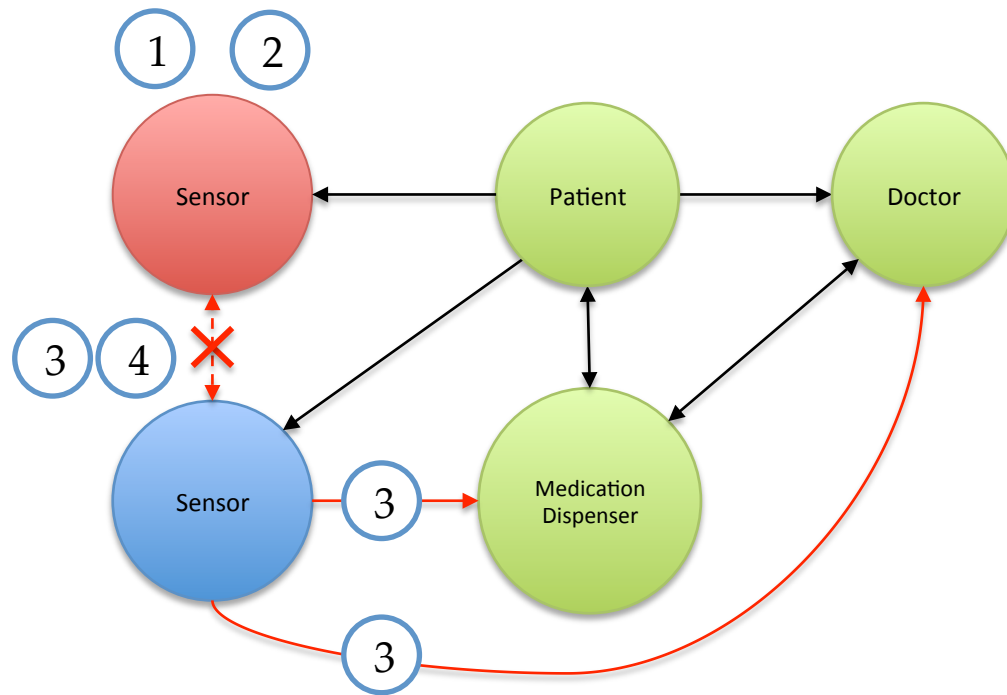 1
2
Sensor
Patient
Doctor
3
4
Sensor
3
Medication
Dispenser
3